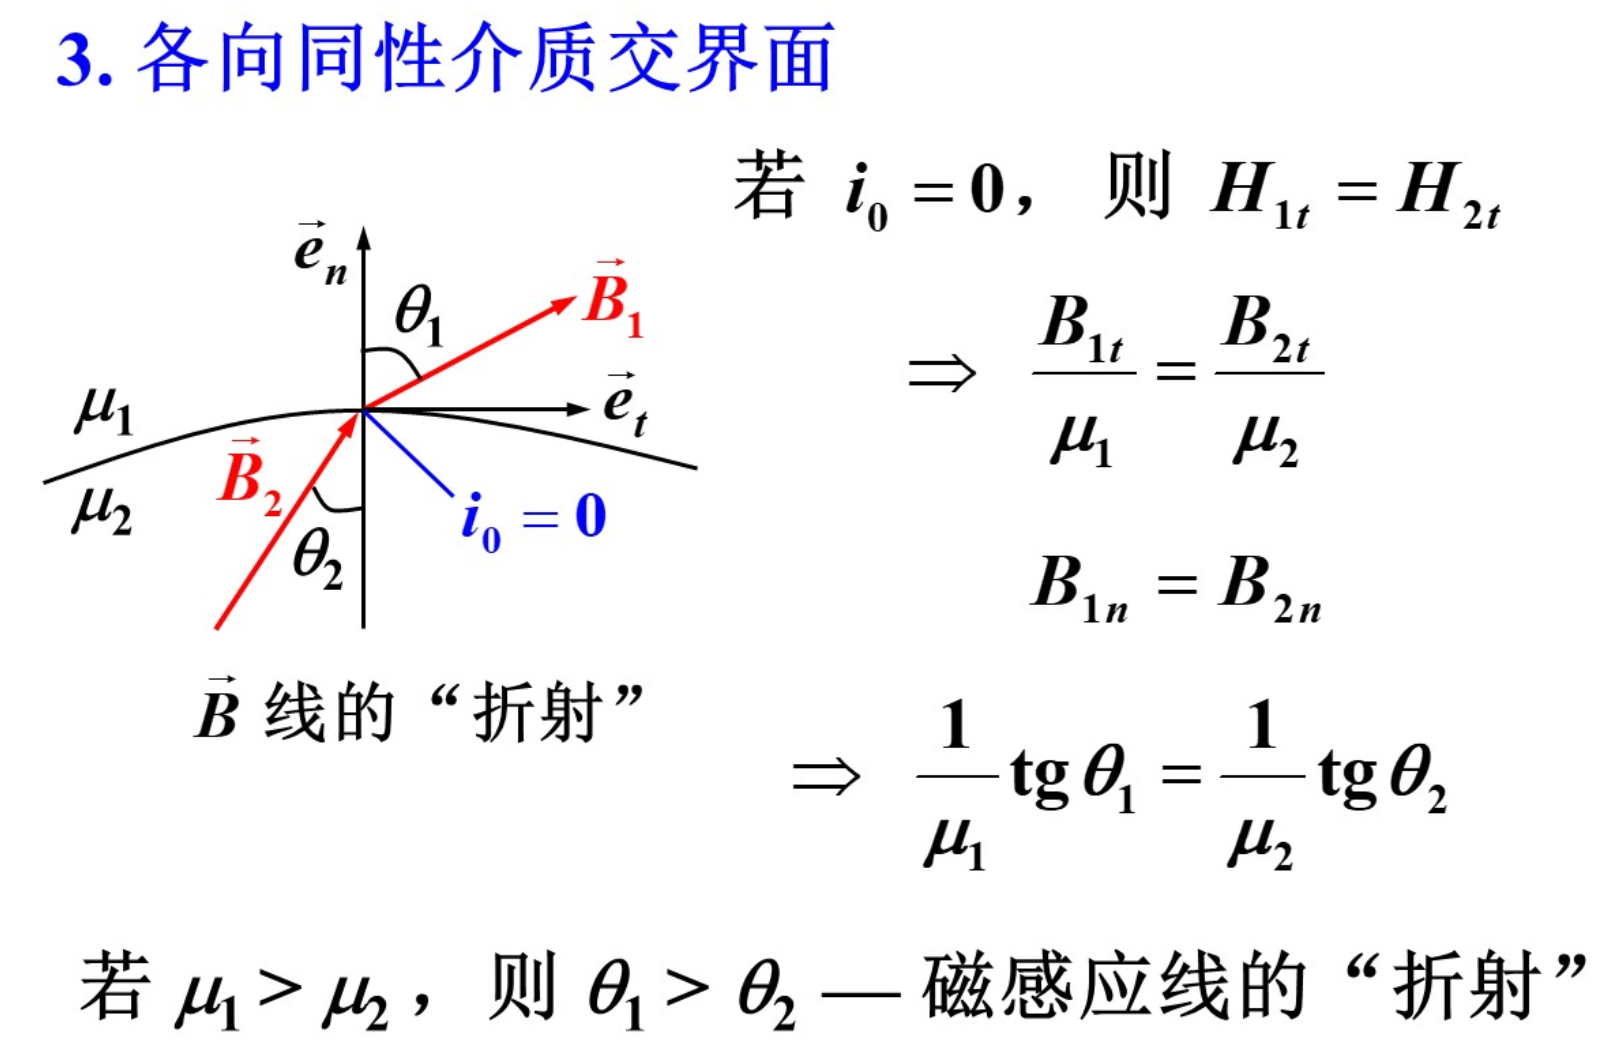 3. 各向同性介质交界面
若 i₀ = 0， 则 H₁ₜ = H₂ₜ
⇒ B₁ₜ/μ₁ = B₂ₜ/μ₂
B₁ₙ = B₂ₙ
⇒ 1/μ₁ tg θ₁ = 1/μ₂ tg θ₂
e⃗ₙ
θ₁
B⃗₁
e⃗ₜ
μ₁
B⃗₂
μ₂
i₀ = 0
θ₂
B⃗ 线的“折射”
若 μ₁ > μ₂， 则 θ₁ > θ₂ — 磁感应线的“折射”